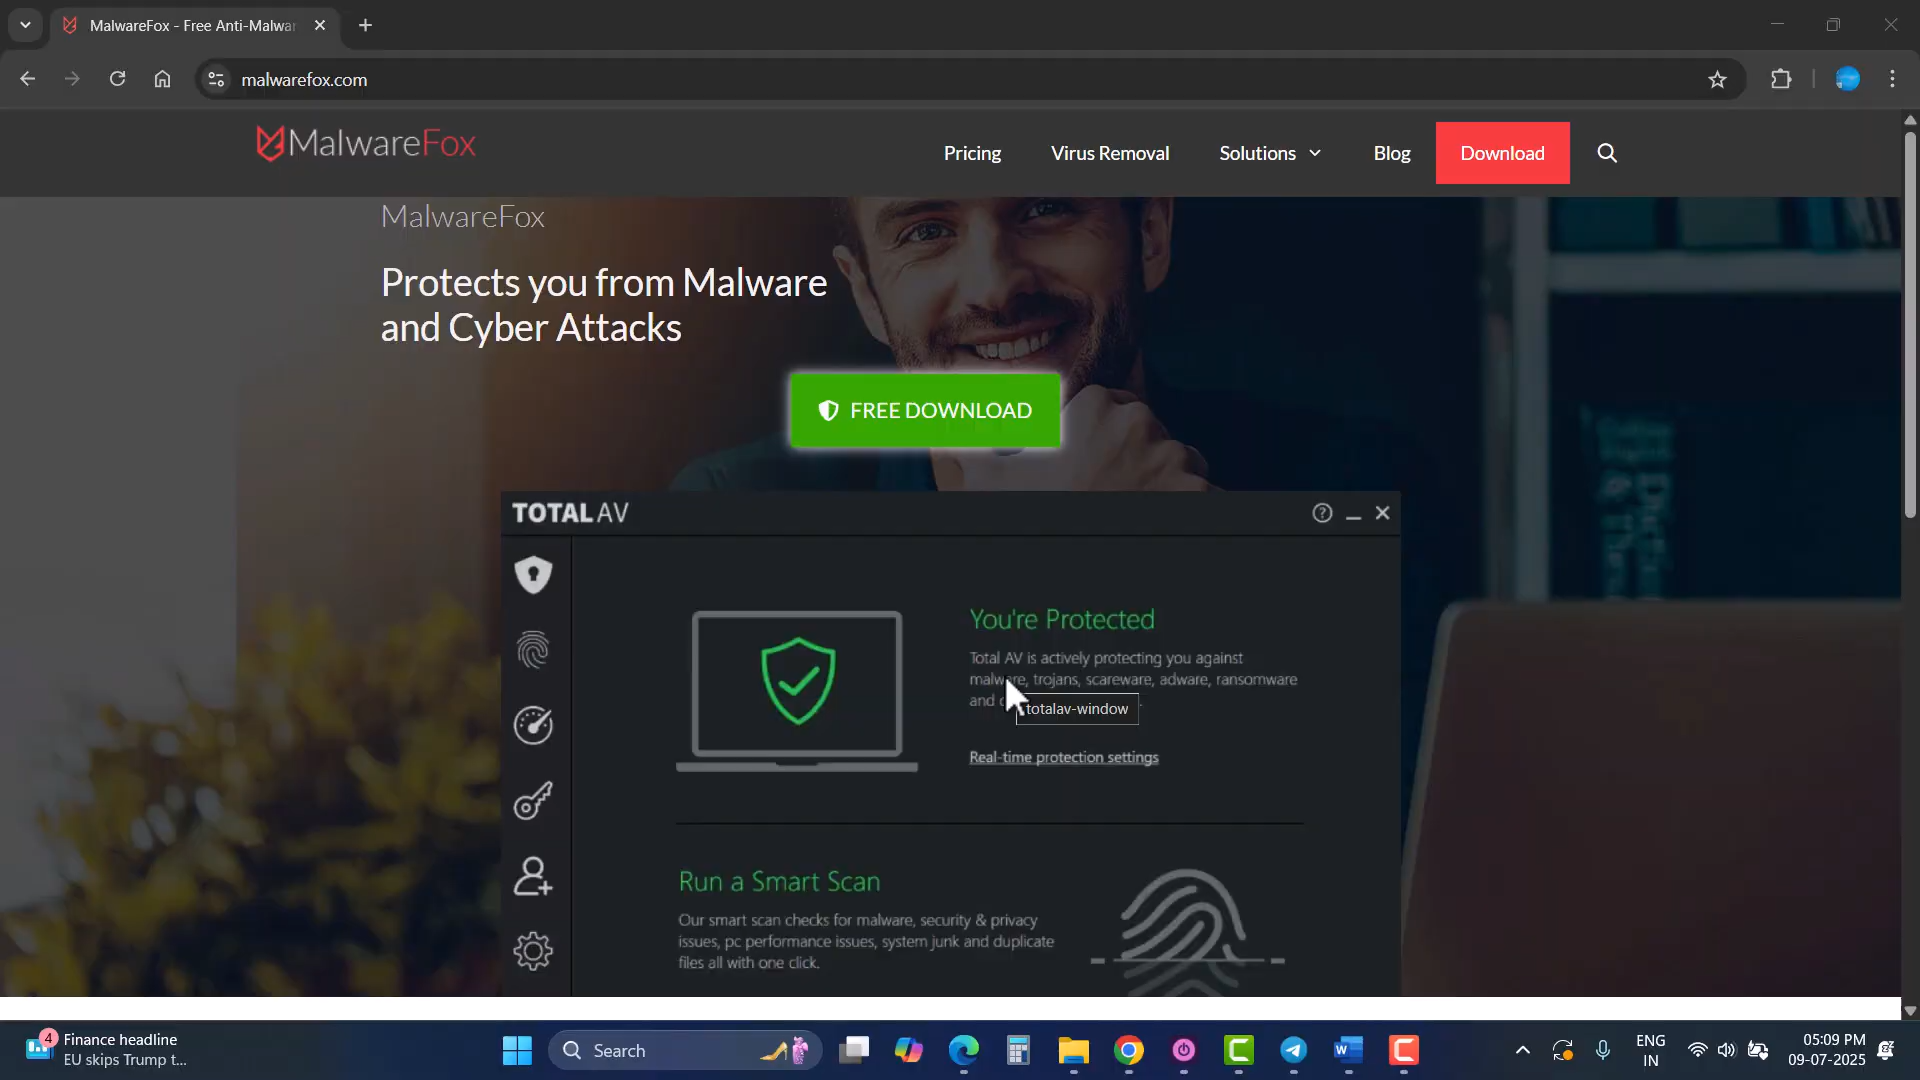 MalwareFox - Free Anti-Malwar
malwarefox.com
MalwareFox
Pricing
Virus Removal
Solutions
Blog
Download
MalwareFox
Protects you from Malware
and Cyber Attacks
FREE DOWNLOAD
TOTAL AV
You're Protected
Total AV is actively protecting you against
malware, trojans, scareware, adware, ransomware
and
totalav-window
Real-time protection settings
Run a Smart Scan
Our smart scan checks for malware, security & privacy
issues, pc performance issues, system junk and duplicate
files all with one click.
4
Finance headline
EU skips Trump t...
Search
ENG
IN
05:09 PM
09-07-2025